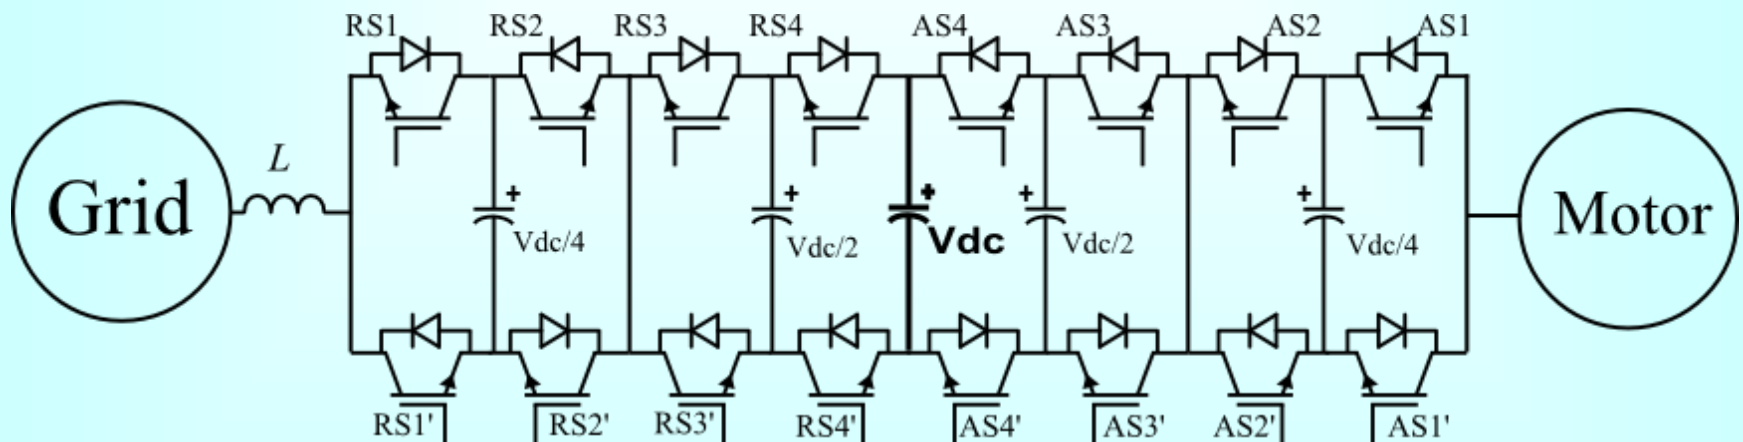 RS1 RS2 RS3 RS4 AS4 AS3 AS2 AS1
L
Grid
+ + + + +
Vdc/4 Vdc/2 Vdc Vdc/2 Vdc/4
Motor
RS1' RS2' RS3' RS4' AS4' AS3' AS2' AS1'